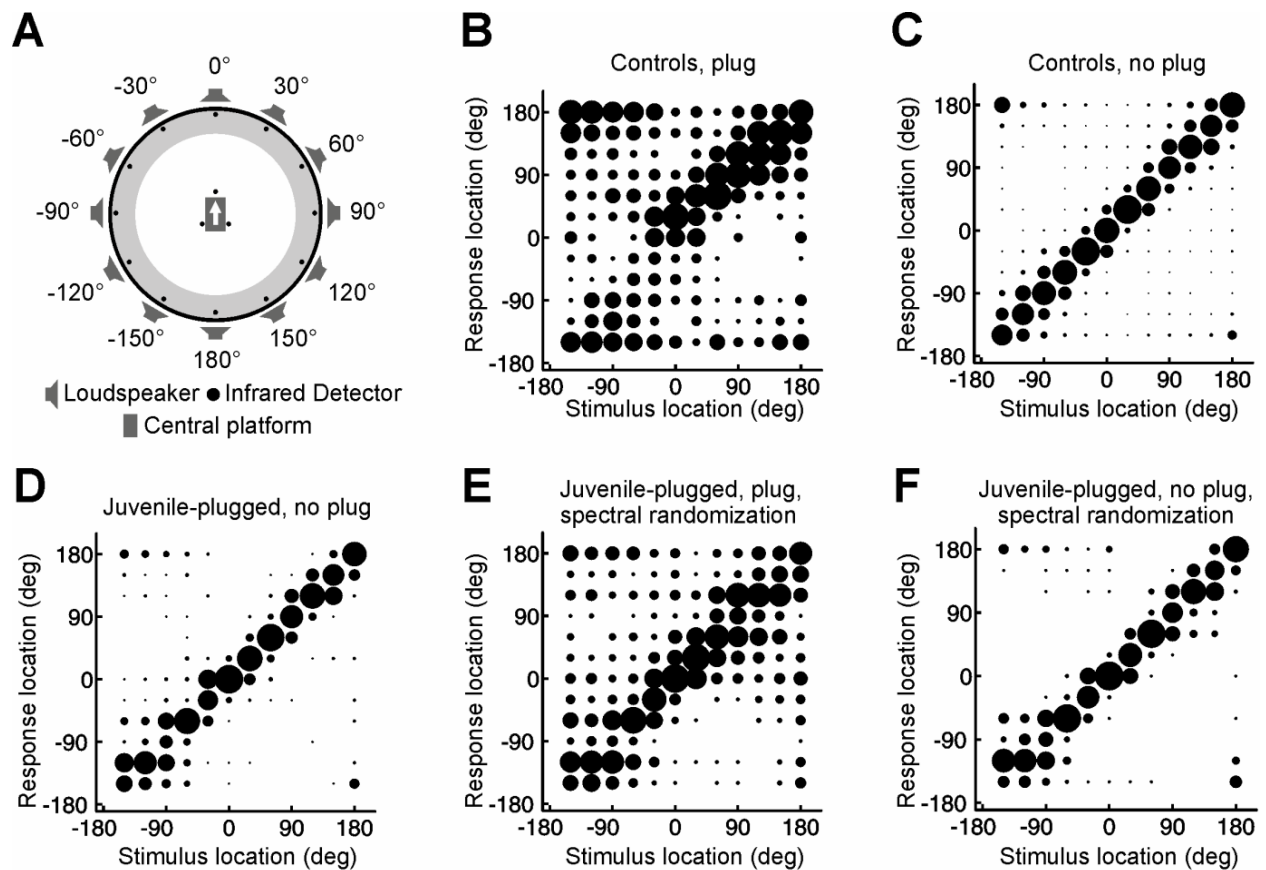 A
0°
-30°
30°
-60°
60°
-90°
90°
-120°
120°
-150°
150°
180°
Loudspeaker
Infrared Detector
Central platform
B
Controls, plug
Response location (deg)
180
90
0
-90
-180
-180
-90
0
90
180
Stimulus location (deg)
C
Controls, no plug
Response location (deg)
180
90
0
-90
-180
-180
-90
0
90
180
Stimulus location (deg)
D
Juvenile-plugged, no plug
Response location (deg)
180
90
0
-90
-180
-180
-90
0
90
180
Stimulus location (deg)
E
Juvenile-plugged, plug,
spectral randomization
Response location (deg)
180
90
0
-90
-180
-180
-90
0
90
180
Stimulus location (deg)
F
Juvenile-plugged, no plug,
spectral randomization
Response location (deg)
180
90
0
-90
-180
-180
-90
0
90
180
Stimulus location (deg)